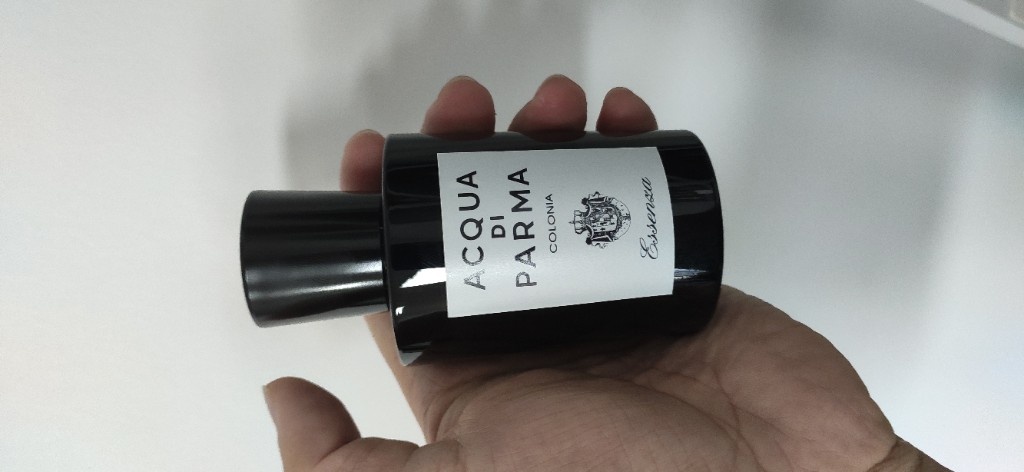 ACQUA
DI
PARMA
COLONIA
Essenza